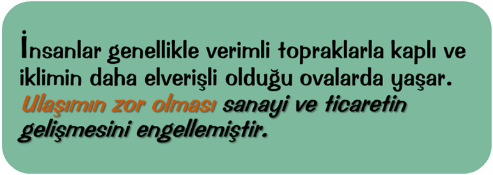 İnsanlar genellikle verimli topraklarla kaplı ve
iklimin daha elverişli olduğu ovalarda yaşar.
Ulaşımın zor olması sanayi ve ticaretin
gelişmesini engellemiştir.